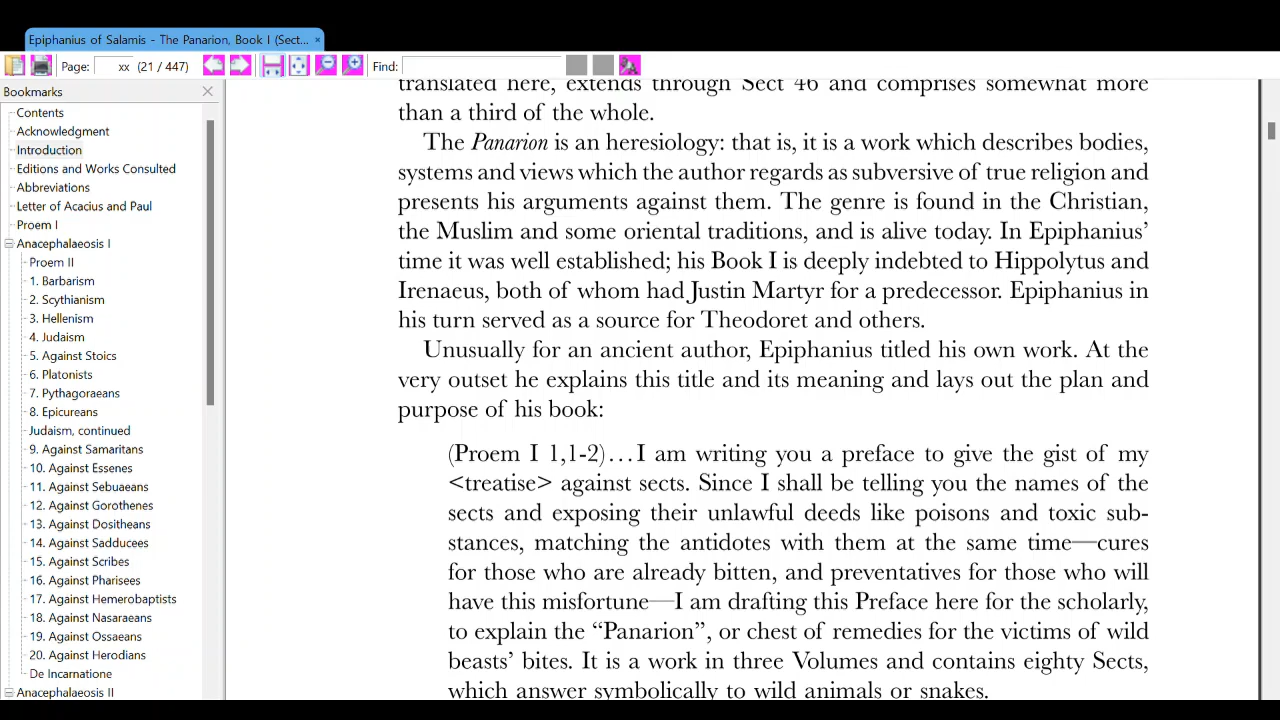 Epiphanius of Salamis - The Panarion, Book I (Sect... ×
Page: xx (21 / 447) Find:
Bookmarks
Contents
Acknowledgment
Introduction
Editions and Works Consulted
Abbreviations
Letter of Acacius and Paul
Proem I
Anacephalaeosis I
Proem II
1. Barbarism
2. Scythianism
3. Hellenism
4. Judaism
5. Against Stoics
6. Platonists
7. Pythagoraeans
8. Epicureans
Judaism, continued
9. Against Samaritans
10. Against Essenes
11. Against Sebuaeans
12. Against Gorothenes
13. Against Dositheans
14. Against Sadducees
15. Against Scribes
16. Against Pharisees
17. Against Hemerobaptists
18. Against Nasaraeans
19. Against Ossaeans
20. Against Herodians
De Incarnatione
Anacephalaeosis II
translated here, extends through Sect 46 and comprises somewhat more
than a third of the whole.
The Panarion is an heresiology: that is, it is a work which describes bodies,
systems and views which the author regards as subversive of true religion and
presents his arguments against them. The genre is found in the Christian,
the Muslim and some oriental traditions, and is alive today. In Epiphanius’
time it was well established; his Book I is deeply indebted to Hippolytus and
Irenaeus, both of whom had Justin Martyr for a predecessor. Epiphanius in
his turn served as a source for Theodoret and others.
Unusually for an ancient author, Epiphanius titled his own work. At the
very outset he explains this title and its meaning and lays out the plan and
purpose of his book:
(Proem I 1,1-2)…I am writing you a preface to give the gist of my
<treatise> against sects. Since I shall be telling you the names of the
sects and exposing their unlawful deeds like poisons and toxic sub-
stances, matching the antidotes with them at the same time—cures
for those who are already bitten, and preventatives for those who will
have this misfortune—I am drafting this Preface here for the scholarly,
to explain the “Panarion”, or chest of remedies for the victims of wild
beasts’ bites. It is a work in three Volumes and contains eighty Sects,
which answer symbolically to wild animals or snakes.